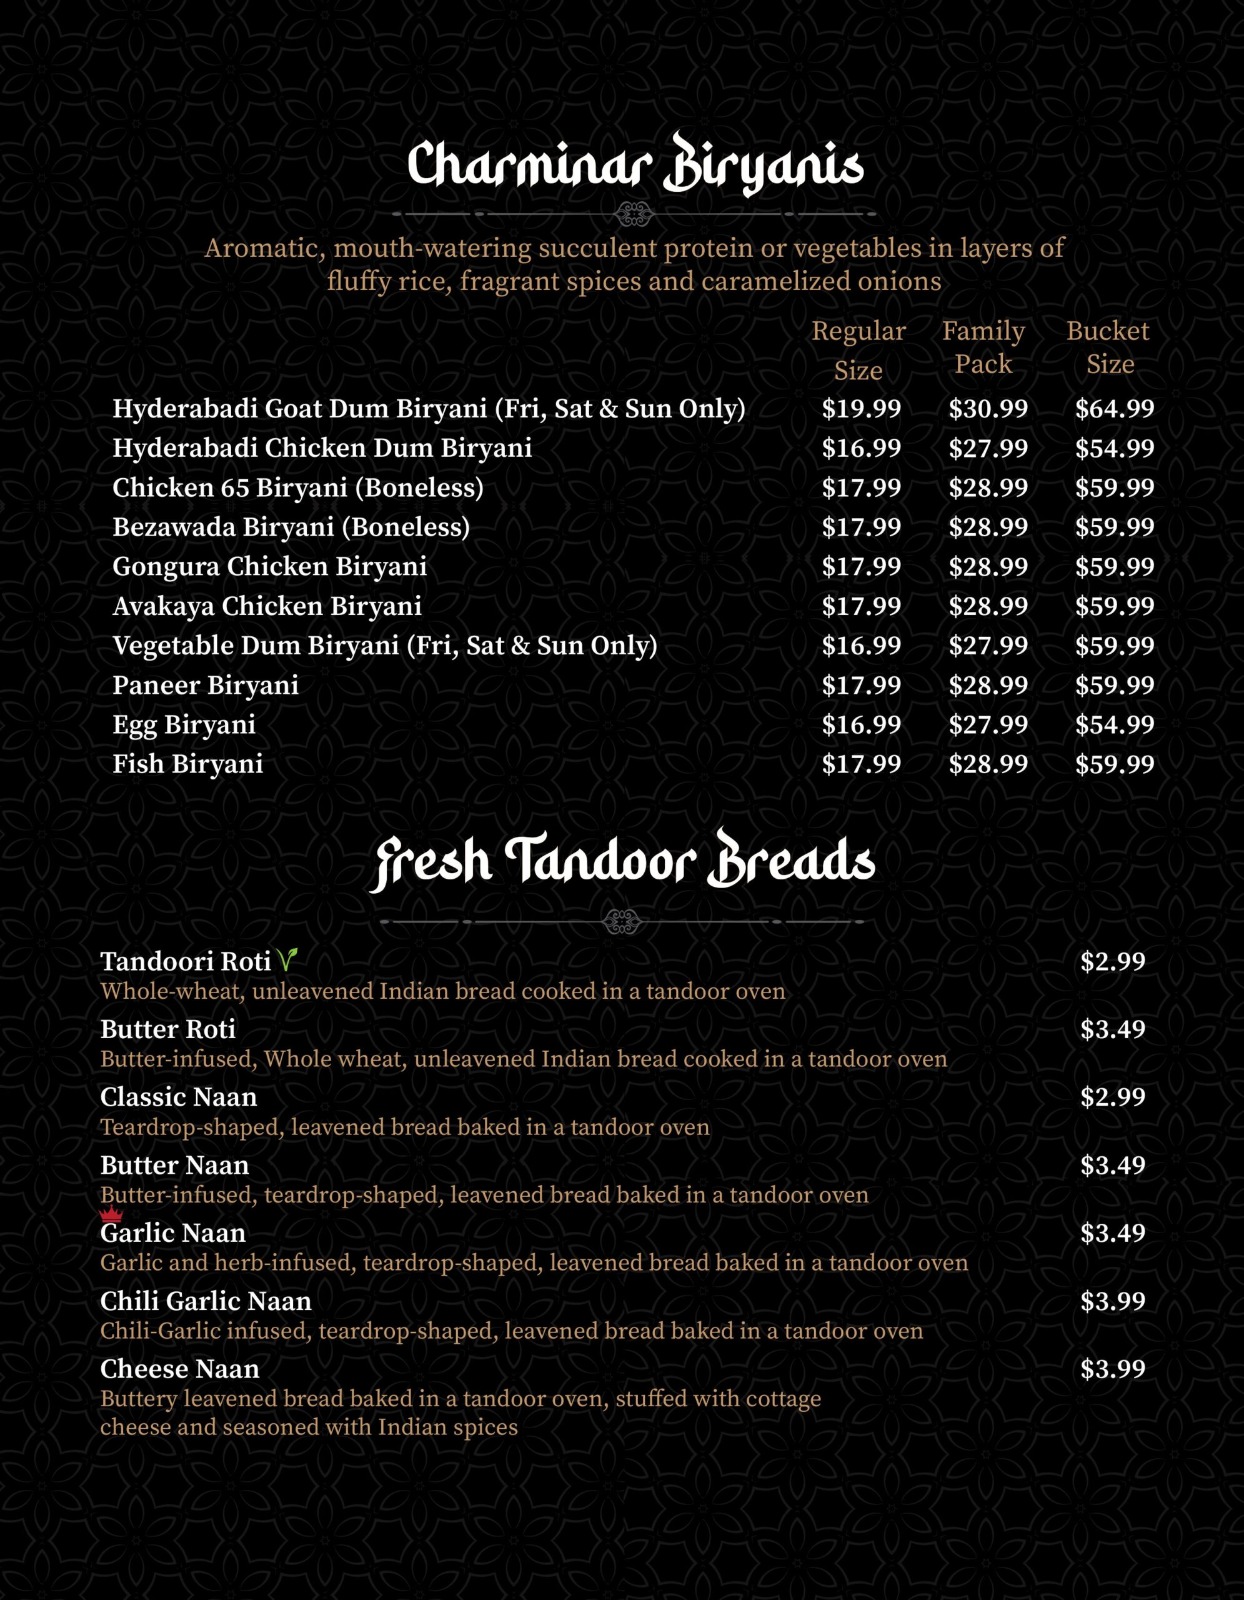 Charminar Biryanis
Aromatic, mouth-watering succulent protein or vegetables in layers of
fluffy rice, fragrant spices and caramelized onions
Regular Size Family Pack Bucket Size
Hyderabadi Goat Dum Biryani (Fri, Sat & Sun Only) $19.99 $30.99 $64.99
Hyderabadi Chicken Dum Biryani $16.99 $27.99 $54.99
Chicken 65 Biryani (Boneless) $17.99 $28.99 $59.99
Bezawada Biryani (Boneless) $17.99 $28.99 $59.99
Gongura Chicken Biryani $17.99 $28.99 $59.99
Avakaya Chicken Biryani $17.99 $28.99 $59.99
Vegetable Dum Biryani (Fri, Sat & Sun Only) $16.99 $27.99 $59.99
Paneer Biryani $17.99 $28.99 $59.99
Egg Biryani $16.99 $27.99 $54.99
Fish Biryani $17.99 $28.99 $59.99
Fresh Tandoor Breads
Tandoori Roti $2.99
Whole-wheat, unleavened Indian bread cooked in a tandoor oven
Butter Roti $3.49
Butter-infused, Whole wheat, unleavened Indian bread cooked in a tandoor oven
Classic Naan $2.99
Teardrop-shaped, leavened bread baked in a tandoor oven
Butter Naan $3.49
Butter-infused, teardrop-shaped, leavened bread baked in a tandoor oven
Garlic Naan $3.49
Garlic and herb-infused, teardrop-shaped, leavened bread baked in a tandoor oven
Chili Garlic Naan $3.99
Chili-Garlic infused, teardrop-shaped, leavened bread baked in a tandoor oven
Cheese Naan $3.99
Buttery leavened bread baked in a tandoor oven, stuffed with cottage
cheese and seasoned with Indian spices